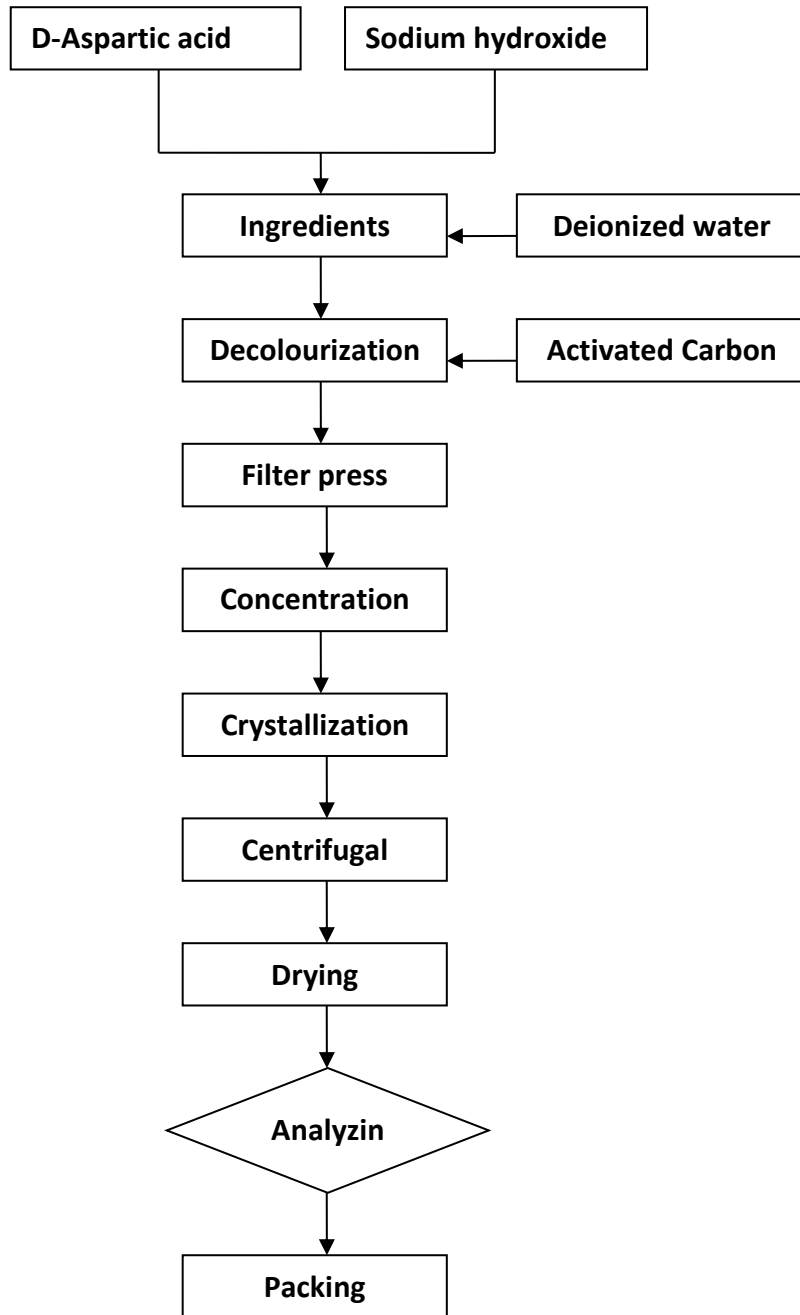 D-Aspartic acid
Sodium hydroxide
Ingredients
Deionized water
Decolourization
Activated Carbon
Filter press
Concentration
Crystallization
Centrifugal
Drying
Analyzin
Packing